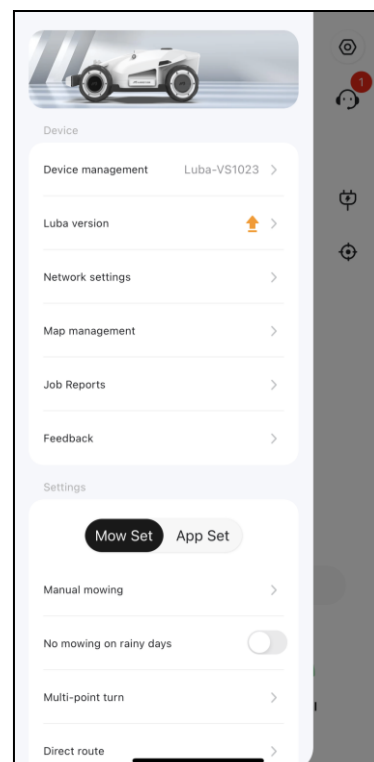 1
Device
Device management Luba-VS1023
Luba version
Network settings
Map management
Job Reports
Feedback
Settings
Mow Set App Set
Manual mowing
No mowing on rainy days
Multi-point turn
Direct route